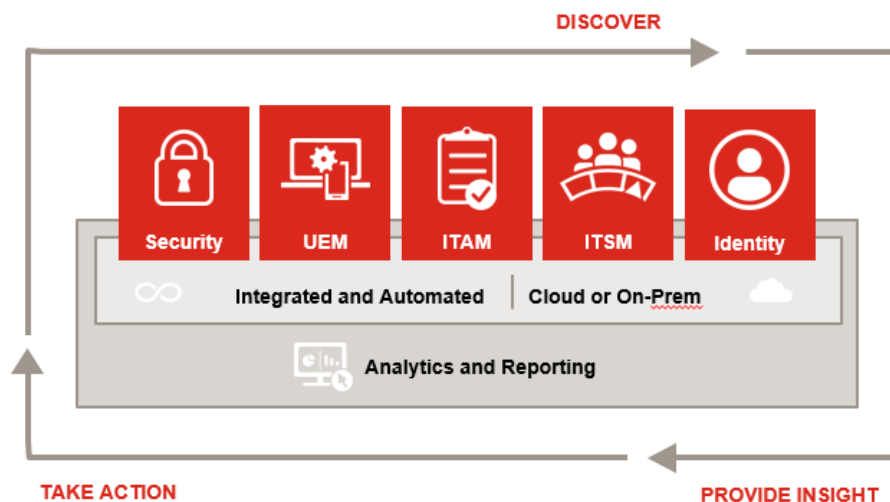 DISCOVER
Security
UEM
ITAM
ITSM
Identity
Integrated and Automated
Cloud or On-Prem
Analytics and Reporting
TAKE ACTION
PROVIDE INSIGHT